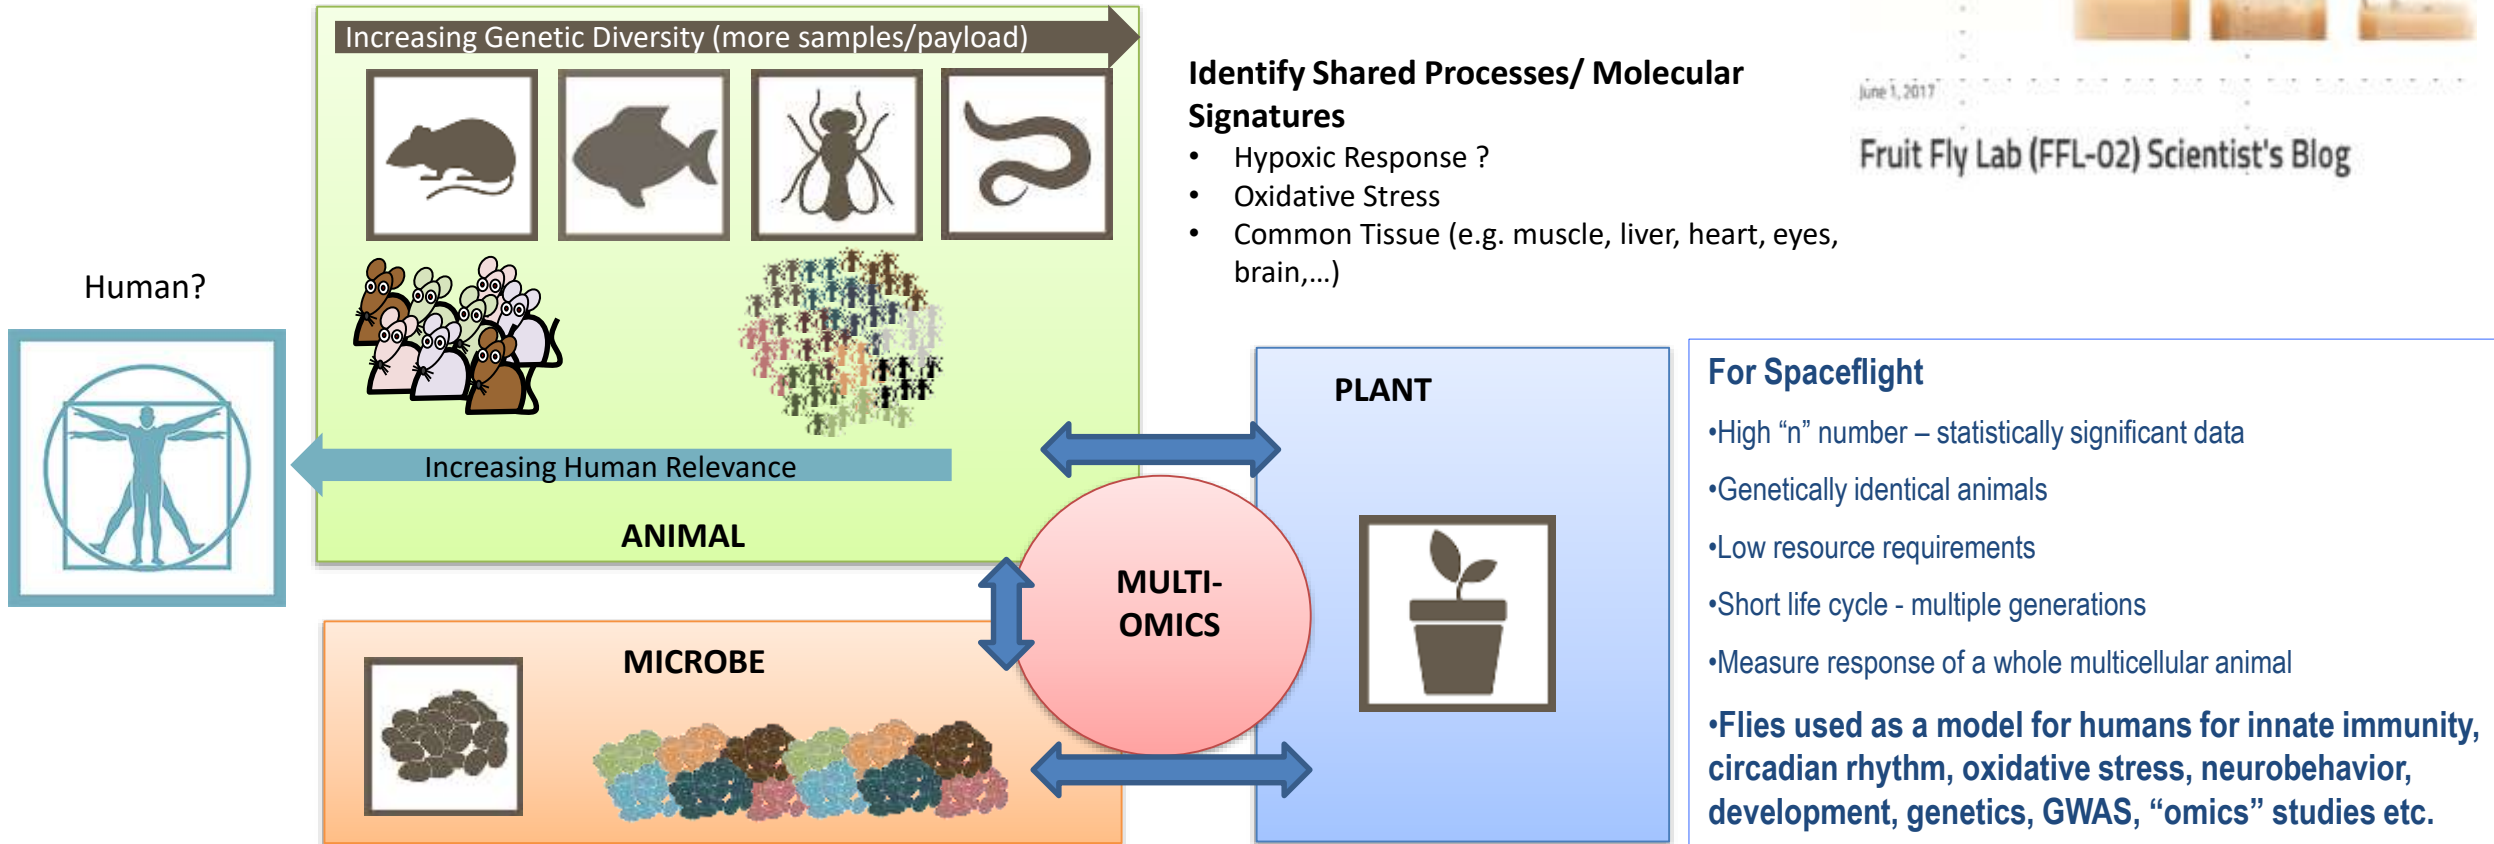 Increasing Genetic Diversity (more samples/payload)
Human?
Increasing Human Relevance
ANIMAL
MICROBE
MULTI-
OMICS
PLANT
Identify Shared Processes/ Molecular
Signatures
• Hypoxic Response ?
• Oxidative Stress
• Common Tissue (e.g. muscle, liver, heart, eyes,
brain,...)
June 1, 2017
Fruit Fly Lab (FFL-02) Scientist's Blog
For Spaceflight
•High “n” number – statistically significant data
•Genetically identical animals
•Low resource requirements
•Short life cycle - multiple generations
•Measure response of a whole multicellular animal
•Flies used as a model for humans for innate immunity,
circadian rhythm, oxidative stress, neurobehavior,
development, genetics, GWAS, “omics” studies etc.